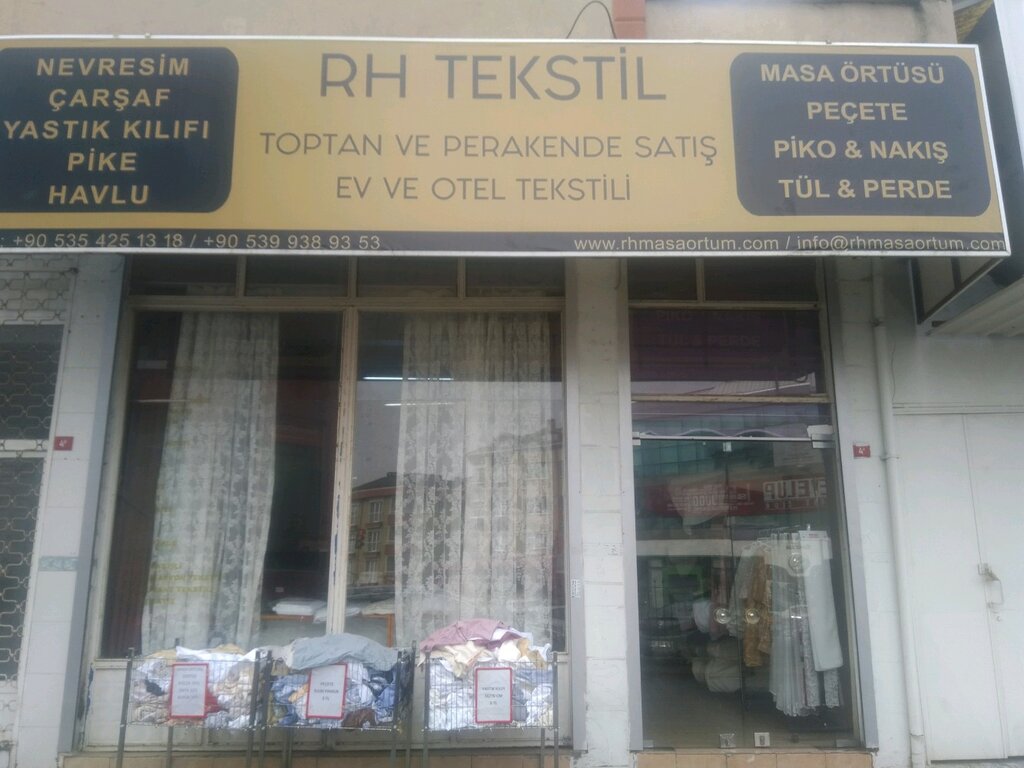 NEVRESİM
ÇARŞAF
YASTIK KILIFI
PİKE
HAVLU
RH TEKSTİL
TOPTAN VE PERAKENDE SATIŞ
EV VE OTEL TEKSTİLİ
MASA ÖRTÜSÜ
PEÇETE
PİKO & NAKIŞ
TÜL & PERDE
+90 535 425 13 18 / +90 539 938 93 53
www.rhmasaortum.com / info@rhmasaortum.com
TÜL & PERDE